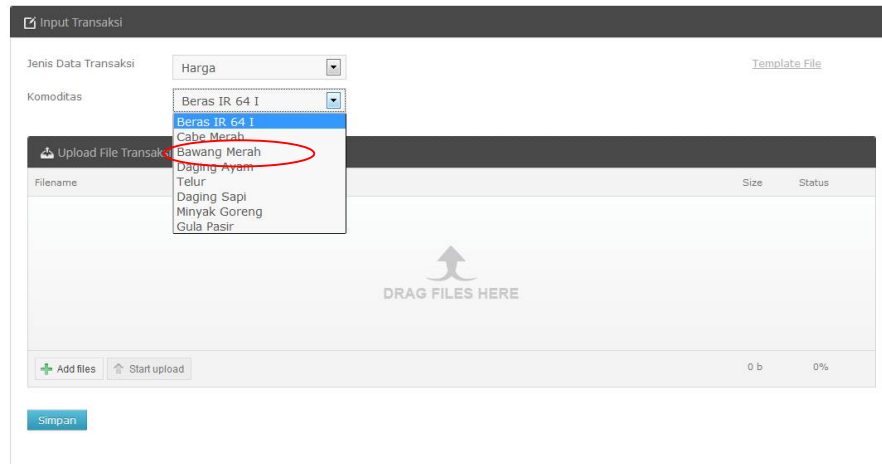 Input Transaksi
Jenis Data Transaksi
Harga
Template File
Komoditas
Beras IR 64 I
Beras IR 64 I
Cabe Merah
Upload File Transaksi
Bawang Merah
Daging Ayam
Filename
Telur
Size
Status
Daging Sapi
Minyak Goreng
Gula Pasir
DRAG FILES HERE
Add files
Start upload
0 b
0%
Simpan